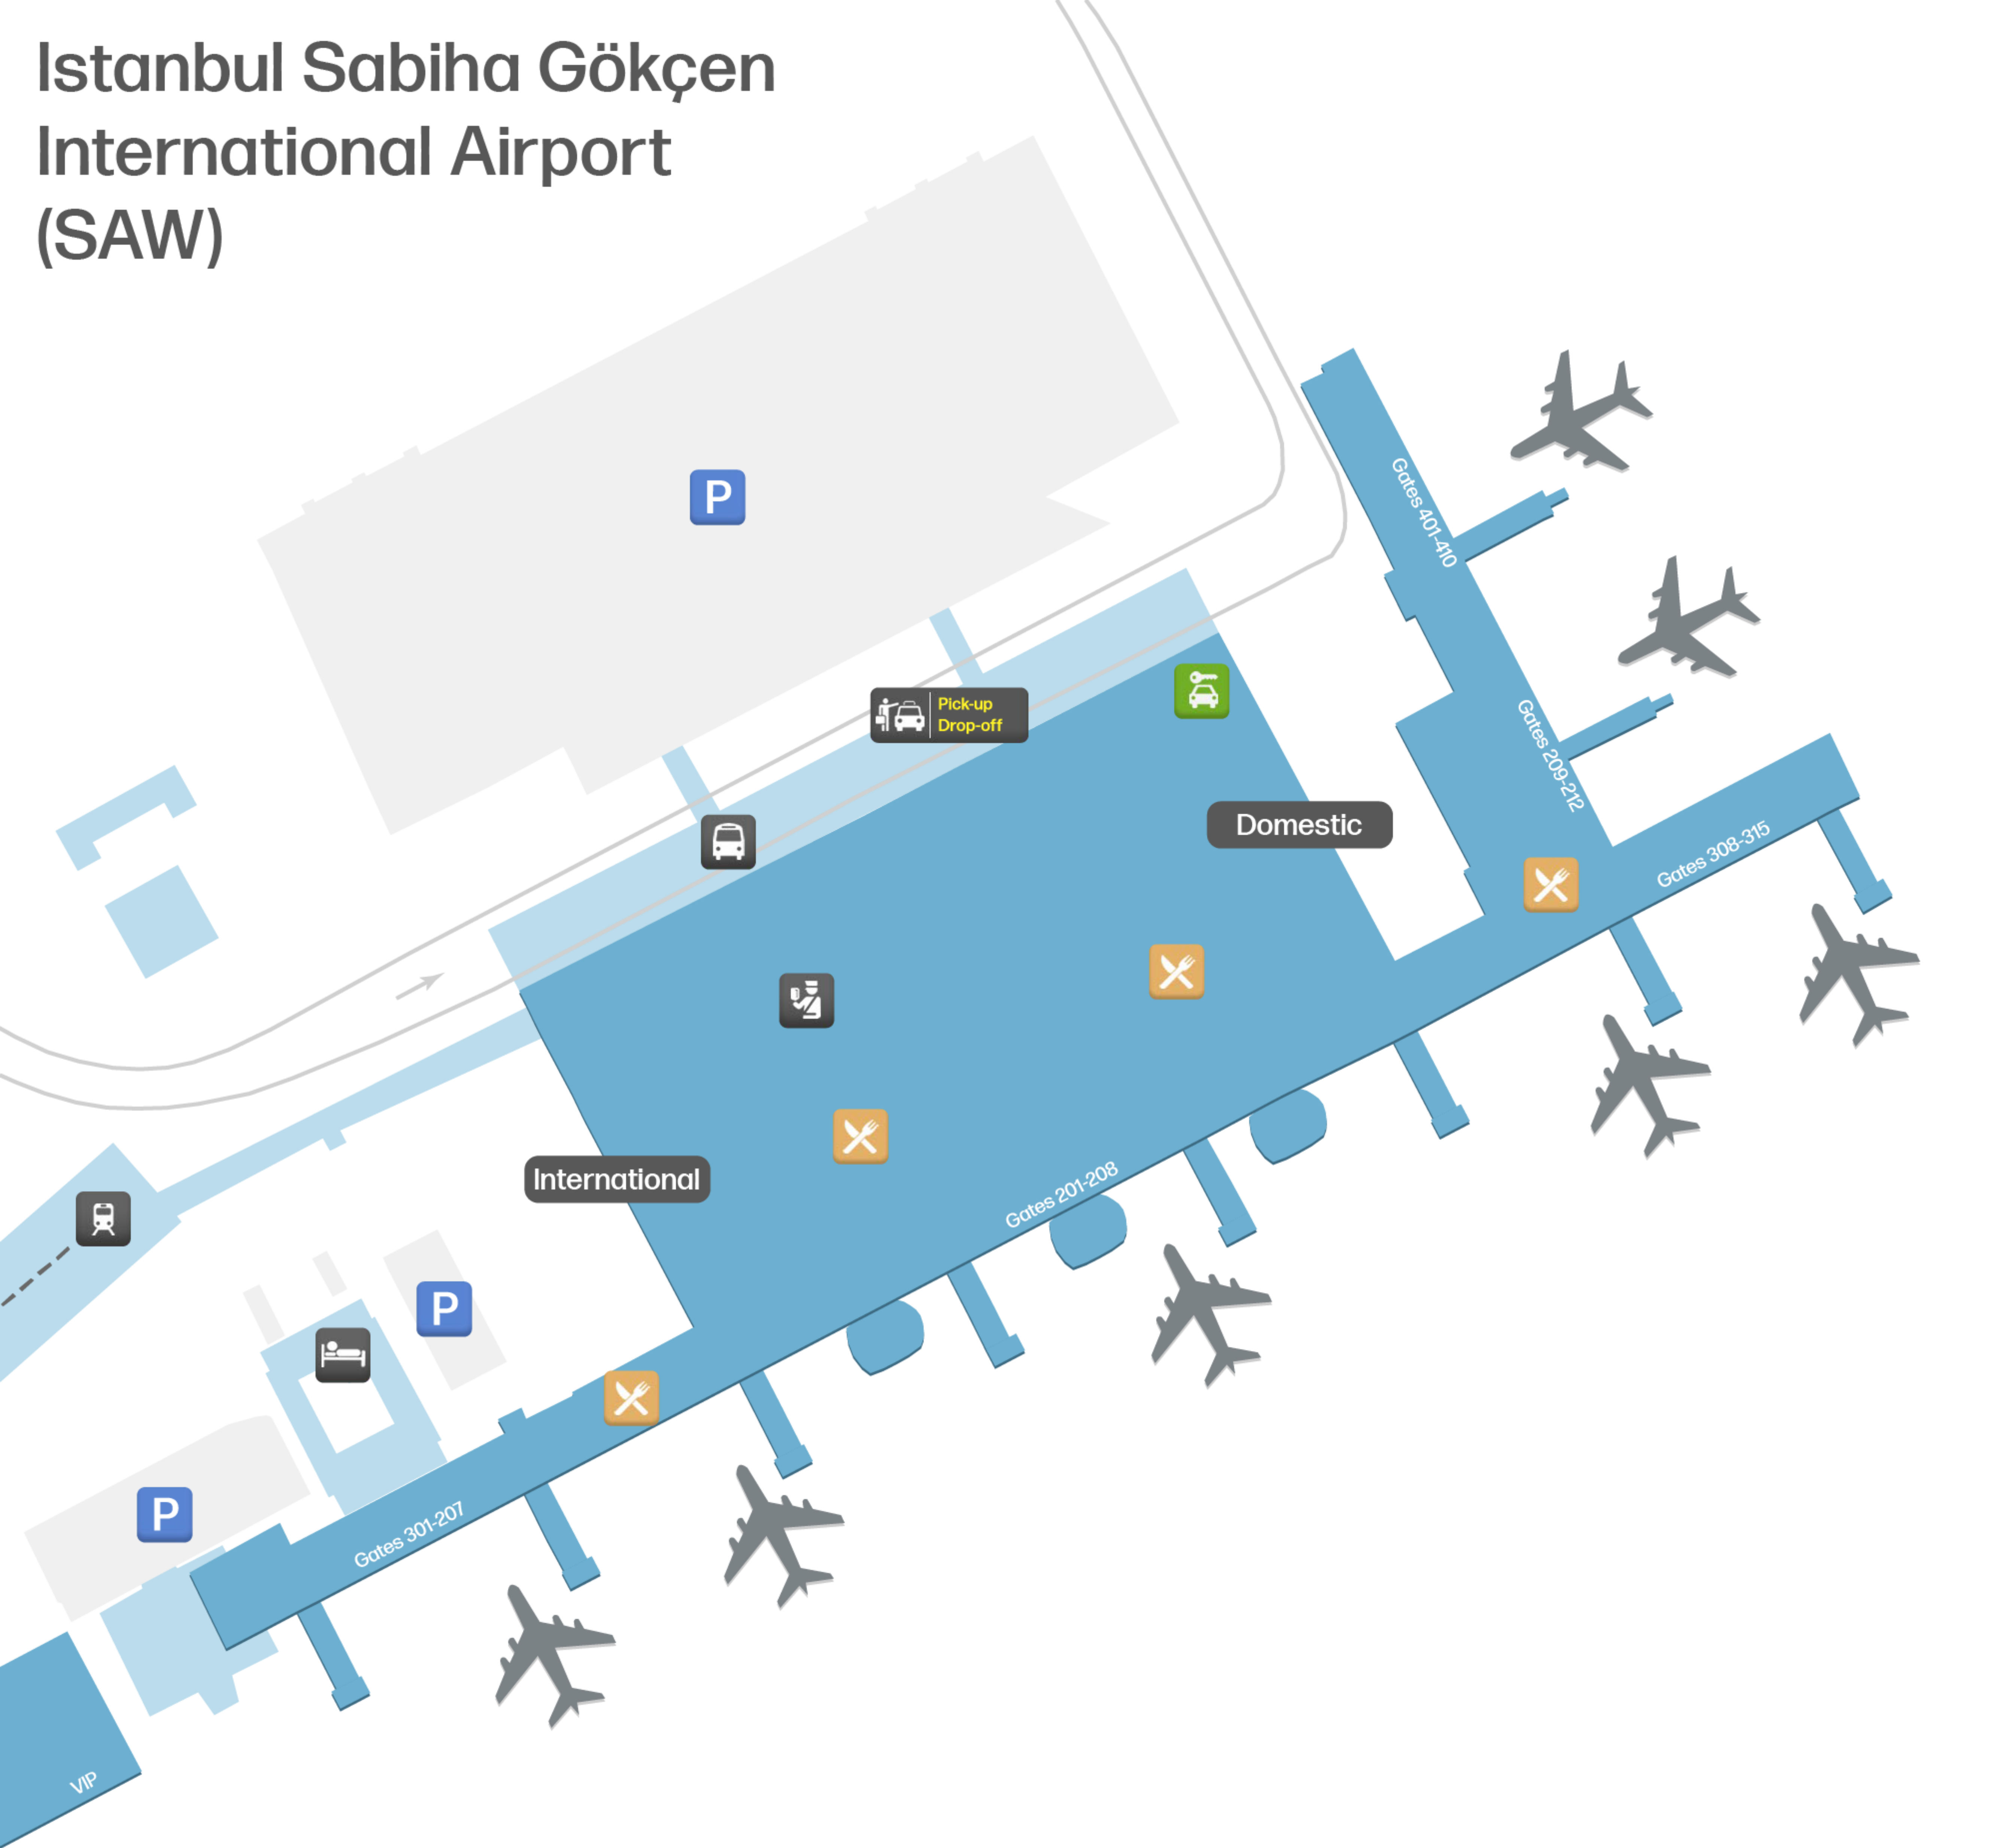 Istanbul Sabiha Gökçen
International Airport
(SAW)
P
Gates 401-410
Pick-up
Drop-off
Gates 209-212
Domestic
Gates 308-315
International
Gates 201-208
P
P
Gates 301-207
VIP